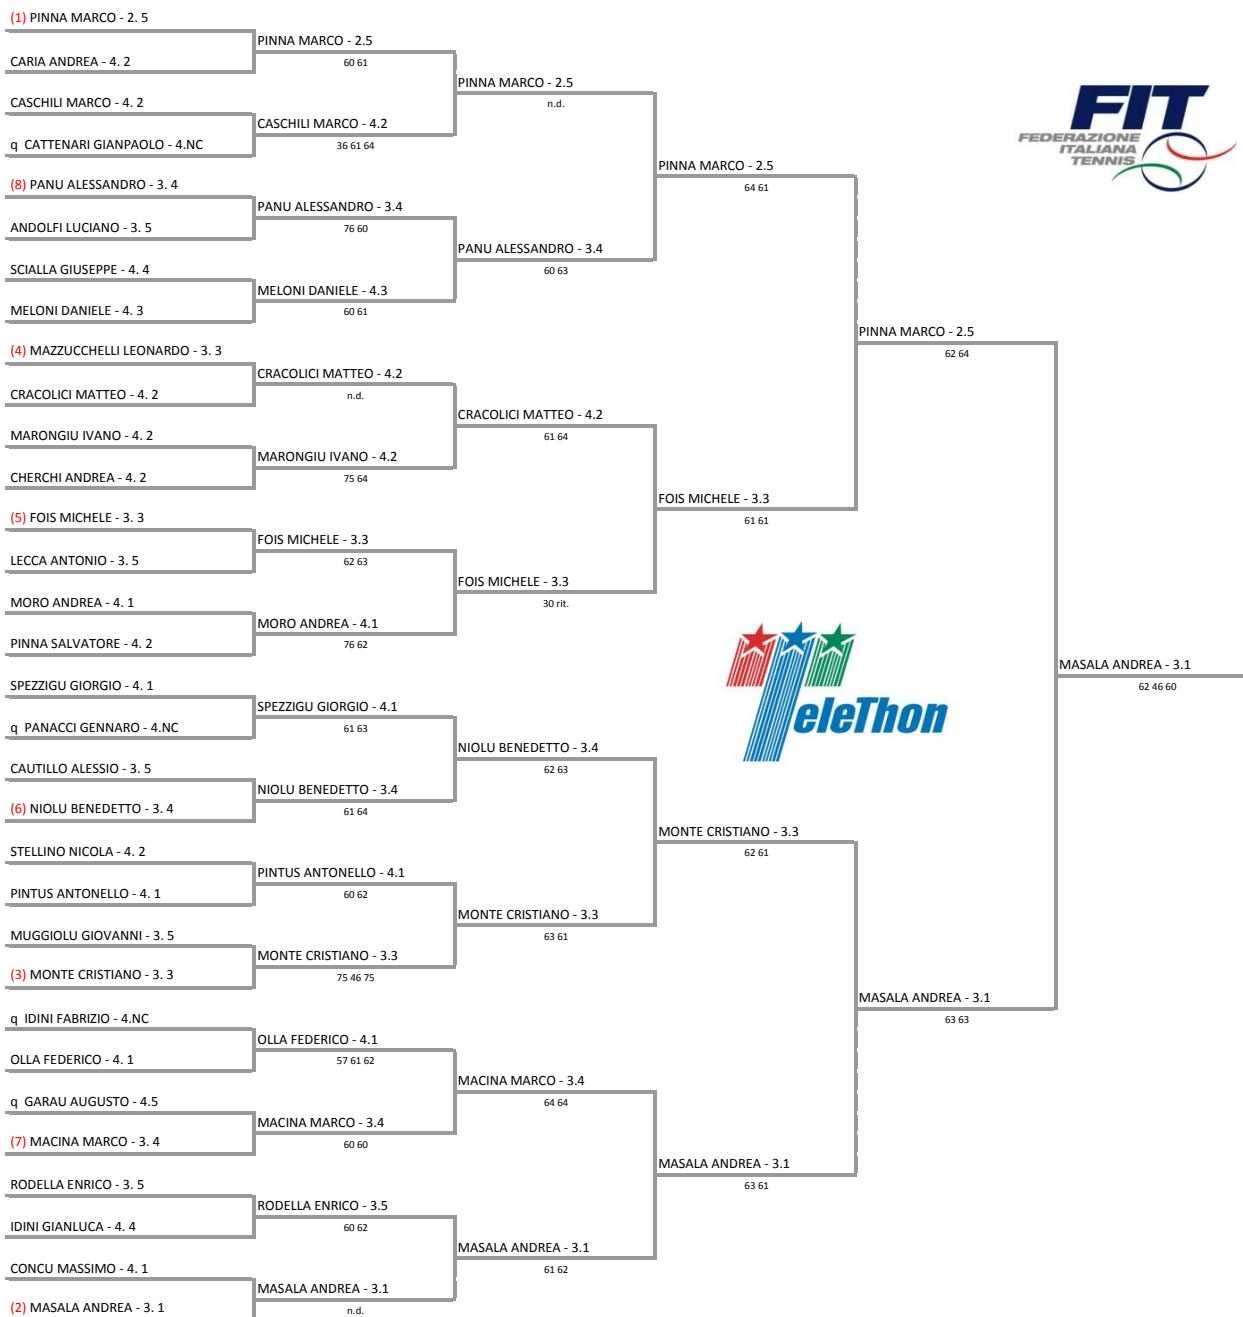 (1) PINNA MARCO - 2. 5
CARIA ANDREA - 4. 2
CASCHILI MARCO - 4. 2
q CATTENARI GIANPAOLO - 4.NC
(8) PANU ALESSANDRO - 3. 4
ANDOLFI LUCIANO - 3. 5
SCIALLA GIUSEPPE - 4. 4
MELONI DANIELE - 4. 3
(4) MAZZUCCHELLI LEONARDO - 3. 3
CRACOLICI MATTEO - 4. 2
MARONGIU IVANO - 4. 2
CHERCHI ANDREA - 4. 2
(5) FOIS MICHELE - 3. 3
LECCA ANTONIO - 3. 5
MORO ANDREA - 4. 1
PINNA SALVATORE - 4. 2
SPEZZIGU GIORGIO - 4. 1
q PANACCI GENNARO - 4.NC
CAUTILLO ALESSIO - 3. 5
(6) NIOLU BENEDETTO - 3. 4
STELLINO NICOLA - 4. 2
PINTUS ANTONELLO - 4. 1
MUGGIOLU GIOVANNI - 3. 5
(3) MONTE CRISTIANO - 3. 3
q IDINI FABRIZIO - 4.NC
OLLA FEDERICO - 4. 1
q GARAU AUGUSTO - 4.5
(7) MACINA MARCO - 3. 4
RODELLA ENRICO - 3. 5
IDINI GIANLUCA - 4. 4
CONCU MASSIMO - 4. 1
(2) MASALA ANDREA - 3. 1
PINNA MARCO - 2.5
60 61
CASCHILI MARCO - 4.2
36 61 64
PANU ALESSANDRO - 3.4
76 60
MELONI DANIELE - 4.3
60 61
CRACOLICI MATTEO - 4.2
n.d.
MARONGIU IVANO - 4.2
75 64
FOIS MICHELE - 3.3
62 63
MORO ANDREA - 4.1
76 62
SPEZZIGU GIORGIO - 4.1
61 63
NIOLU BENEDETTO - 3.4
61 64
PINTUS ANTONELLO - 4.1
60 62
MONTE CRISTIANO - 3.3
75 46 75
OLLA FEDERICO - 4.1
57 61 62
MACINA MARCO - 3.4
60 60
RODELLA ENRICO - 3.5
60 62
MASALA ANDREA - 3.1
n.d.
PINNA MARCO - 2.5
n.d.
PANU ALESSANDRO - 3.4
60 63
CRACOLICI MATTEO - 4.2
61 64
FOIS MICHELE - 3.3
30 rit.
NIOLU BENEDETTO - 3.4
62 63
MONTE CRISTIANO - 3.3
63 61
MACINA MARCO - 3.4
64 64
MASALA ANDREA - 3.1
61 62
PINNA MARCO - 2.5
64 61
FOIS MICHELE - 3.3
61 61
MONTE CRISTIANO - 3.3
62 61
MASALA ANDREA - 3.1
63 61
PINNA MARCO - 2.5
62 64
MASALA ANDREA - 3.1
63 63
MASALA ANDREA - 3.1
62 46 60
FIT
FEDERAZIONE
ITALIANA
TENNIS
TeleThon